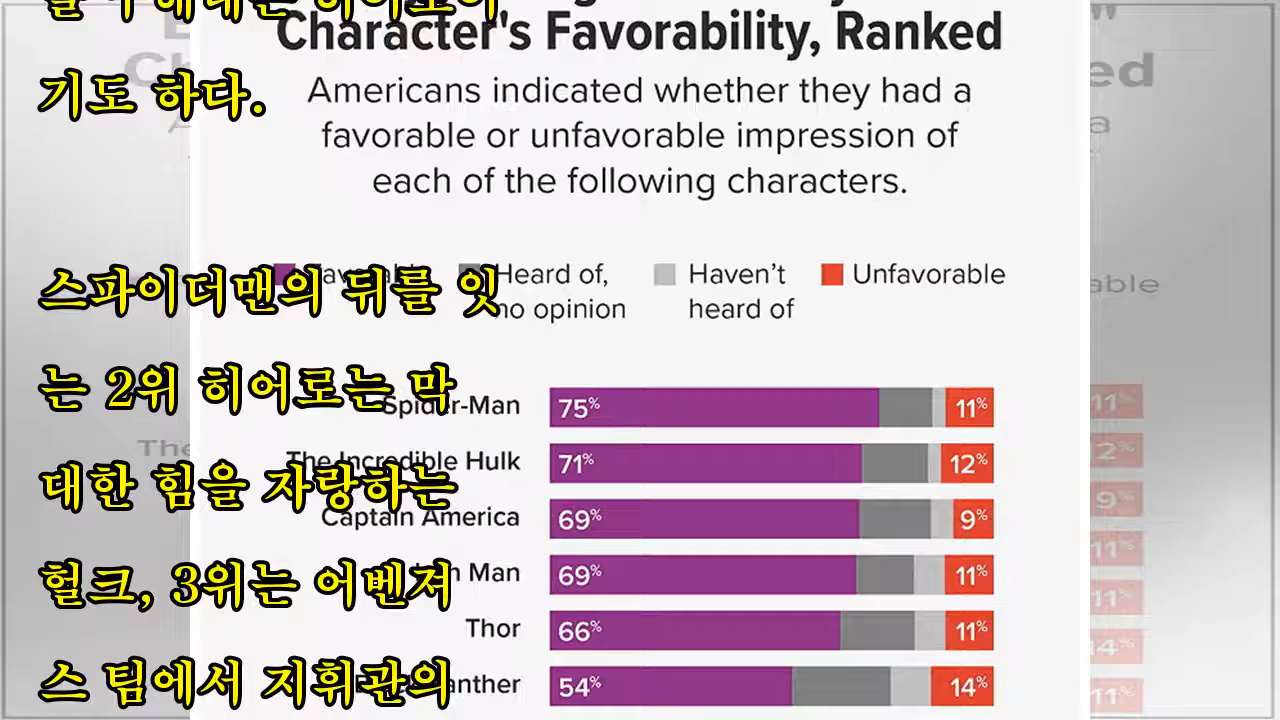 Character's Favorability, Ranked
기도 하다.
Americans indicated whether they had a
favorable or unfavorable impression of
each of the following characters.
스파이더맨의 뒤를 잇
Heard of, no opinion
Haven't heard of
Unfavorable
는 2위 히어로는 막
Spider-Man 75% 11%
대한 힘을 자랑하는
The Incredible Hulk 71% 12%
Captain America 69% 9%
헐크, 3위는 어벤져
Man 69% 11%
Thor 66% 11%
스 팀에서 지휘관의
54% 14%